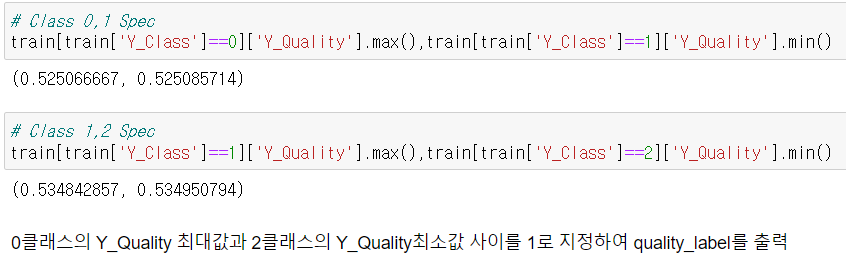 # Class 0,1 Spec
train[train['Y_Class']==0]['Y_Quality'].max(),train[train['Y_Class']==1]['Y_Quality'].min()
(0.525066667, 0.525085714)
# Class 1,2 Spec
train[train['Y_Class']==1]['Y_Quality'].max(),train[train['Y_Class']==2]['Y_Quality'].min()
(0.534842857, 0.534950794)
0클래스의 Y_Quality 최대값과 2클래스의 Y_Quality최소값 사이를 1로 지정하여 quality_label를 출력